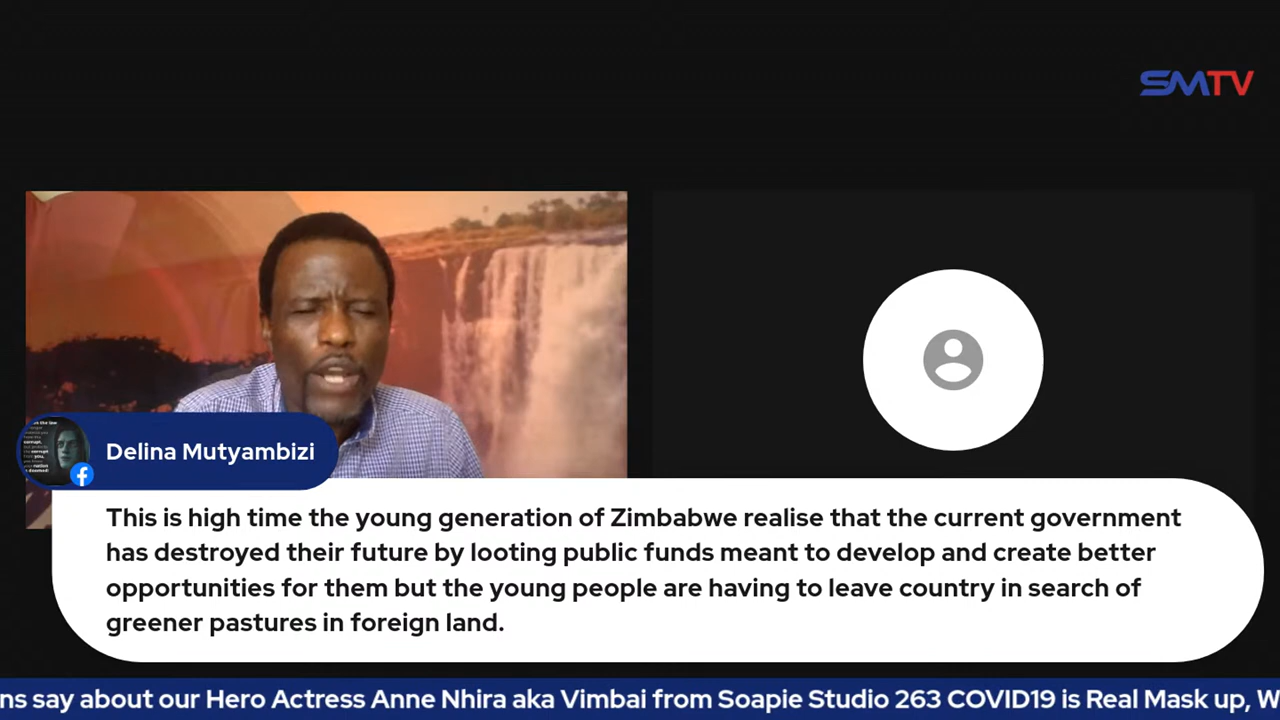 SMTV
Delina Mutyambizi
This is high time the young generation of Zimbabwe realise that the current government
has destroyed their future by looting public funds meant to develop and create better
opportunities for them but the young people are having to leave country in search of
greener pastures in foreign land.
ns say about our Hero Actress Anne Nhira aka Vimbai from Soapie Studio 263 COVID19 is Real Mask up, W